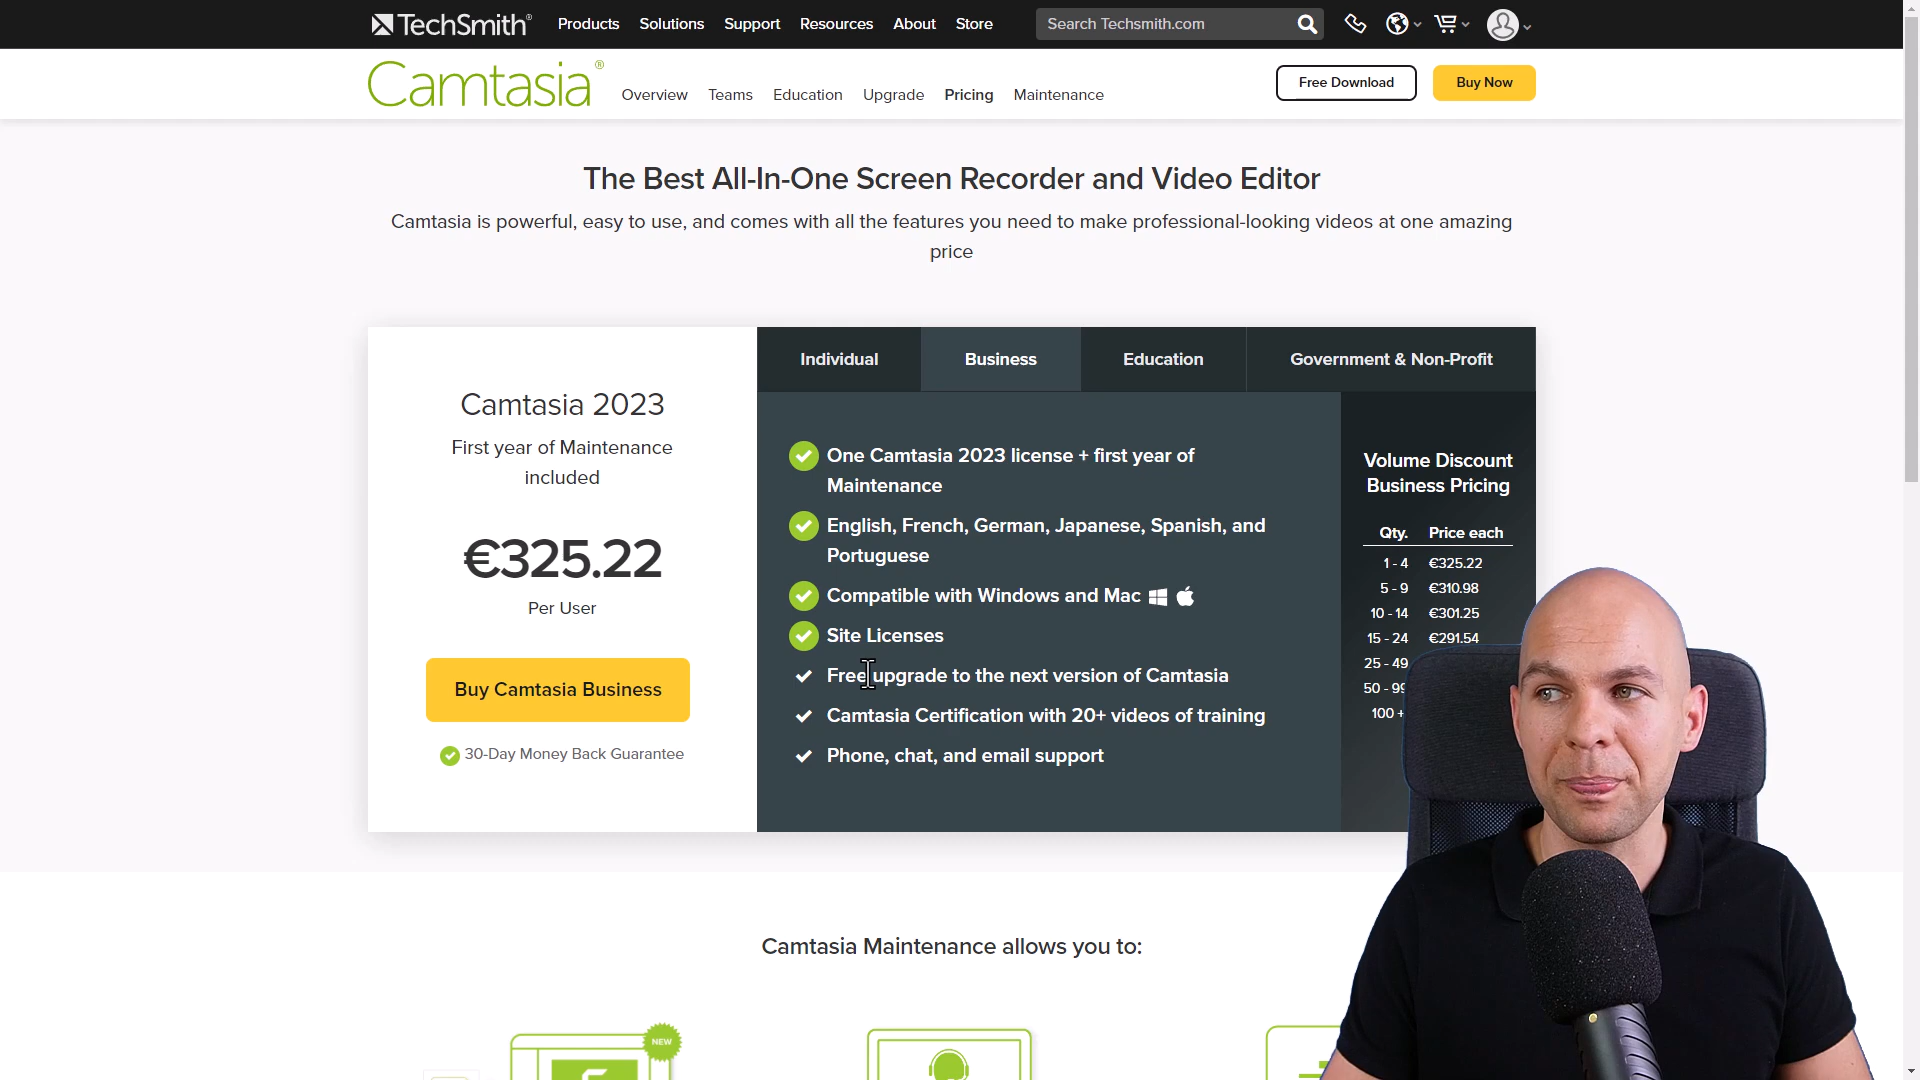 TechSmith®
Products Solutions Support Resources About Store
Search Techsmith.com
Camtasia®
Overview Teams Education Upgrade Pricing Maintenance
Free Download
Buy Now
The Best All-In-One Screen Recorder and Video Editor
Camtasia is powerful, easy to use, and comes with all the features you need to make professional-looking videos at one amazing
price
Camtasia 2023
First year of Maintenance
included
€325.22
Per User
Buy Camtasia Business
30-Day Money Back Guarantee
Individual
Business
Education
Government & Non-Profit
One Camtasia 2023 license + first year of
Maintenance
English, French, German, Japanese, Spanish, and
Portuguese
Compatible with Windows and Mac
Site Licenses
Free upgrade to the next version of Camtasia
Camtasia Certification with 20+ videos of training
Phone, chat, and email support
Volume Discount
Business Pricing
Qty. Price each
1 - 4 €325.22
5 - 9 €310.98
10 - 14 €301.25
15 - 24 €291.54
25 - 49
50 - 99
100 +
Camtasia Maintenance allows you to:
NEW